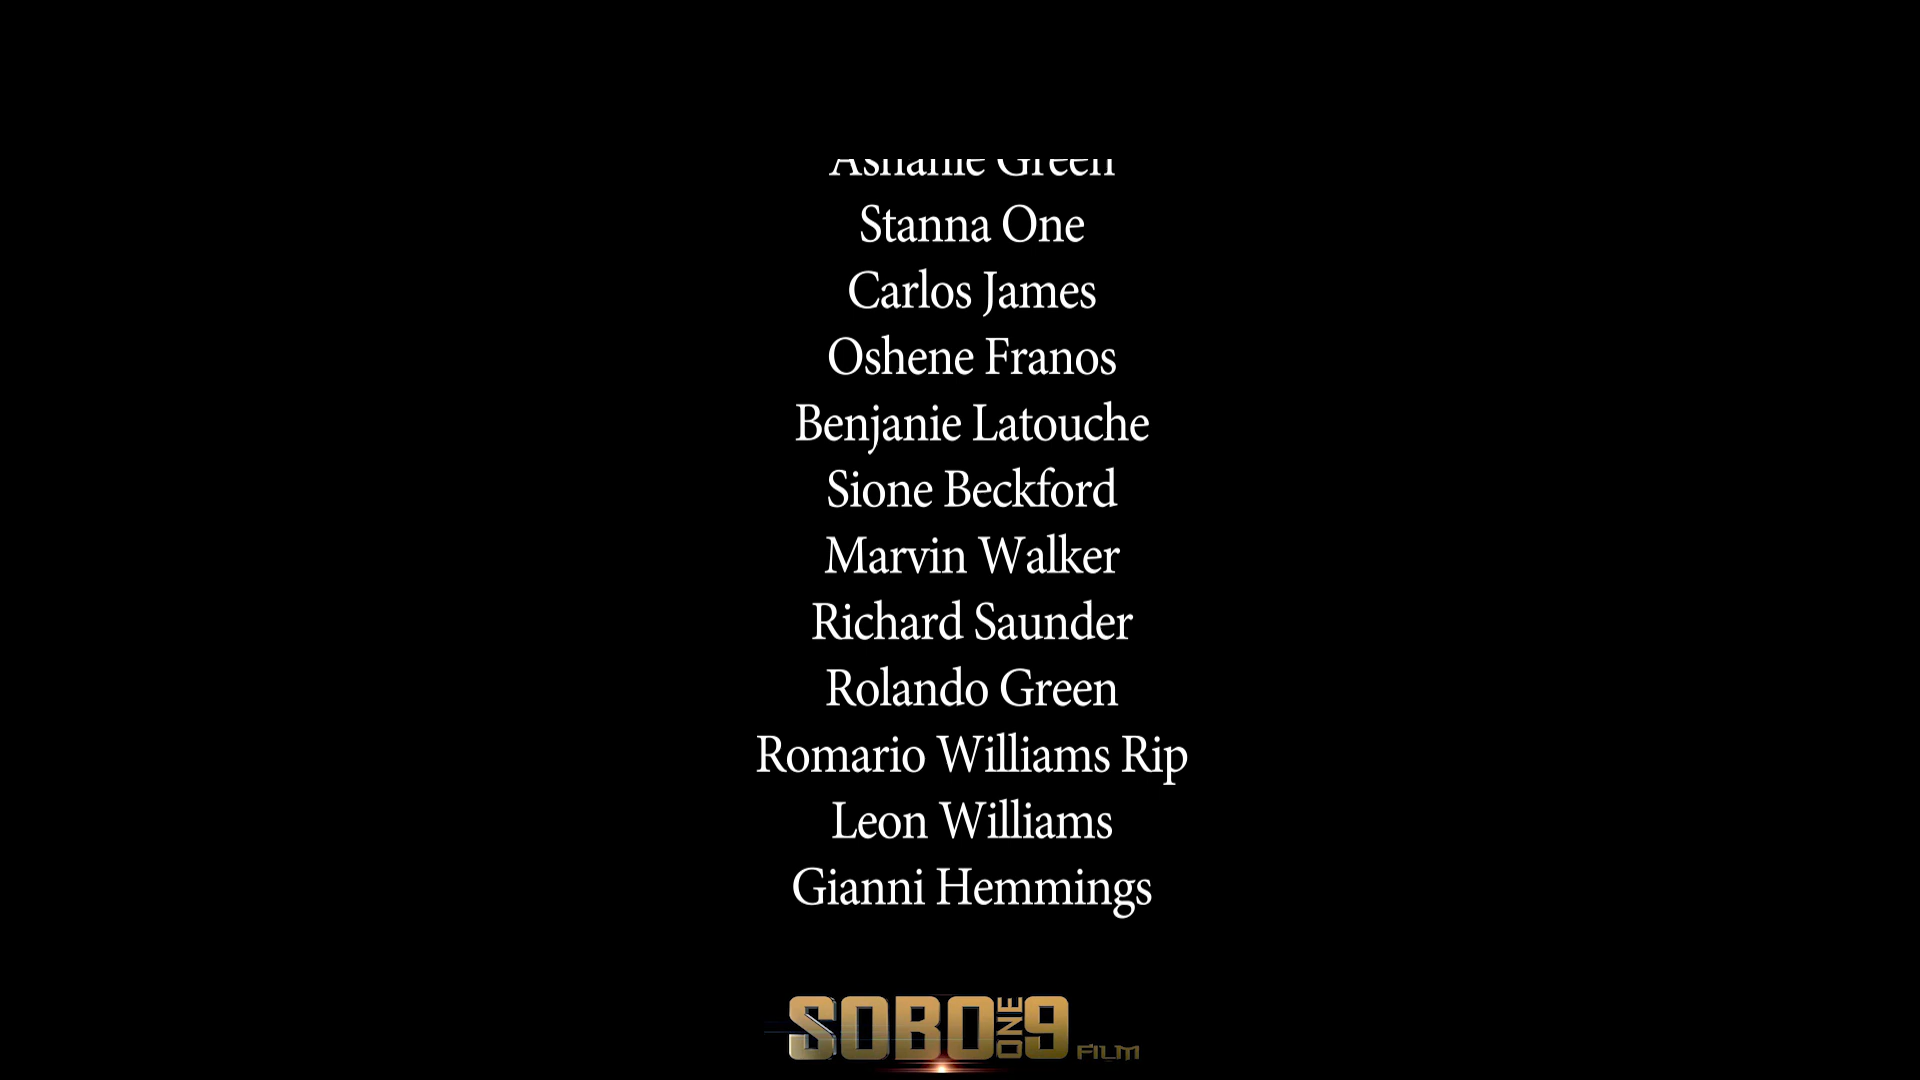 Green
Stanna One
Carlos James
Oshene Franos
Benjanie Latouche
Sione Beckford
Marvin Walker
Richard Saunder
Rolando Green
Romario Williams Rip
Leon Williams
Gianni Hemmings
SOBO ONE 9 FILM